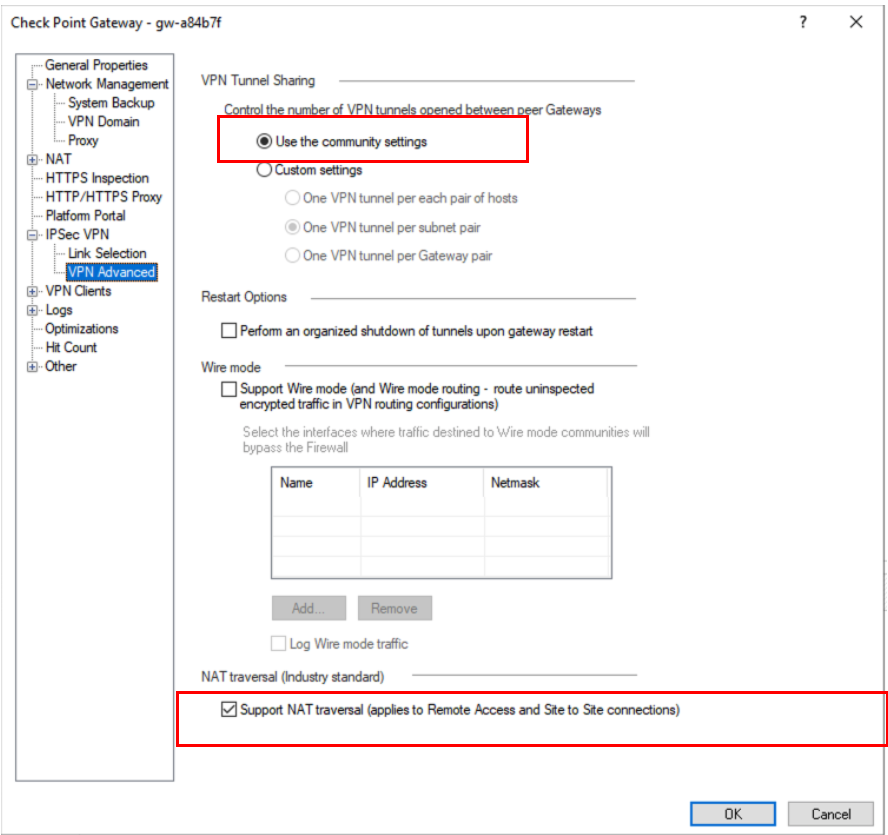 Check Point Gateway - gw-a84b7f
?
General Properties
Network Management
System Backup
VPN Domain
Proxy
NAT
HTTPS Inspection
HTTP/HTTPS Proxy
Platform Portal
IPSec VPN
Link Selection
VPN Advanced
VPN Clients
Logs
Optimizations
Hit Count
Other
VPN Tunnel Sharing
Control the number of VPN tunnels opened between peer Gateways
Use the community settings
Custom settings
One VPN tunnel per each pair of hosts
One VPN tunnel per subnet pair
One VPN tunnel per Gateway pair
Restart Options
Perform an organized shutdown of tunnels upon gateway restart
Wire mode
Support Wire mode (and Wire mode routing - route uninspected
encrypted traffic in VPN routing configurations)
Select the interfaces where traffic destined to Wire mode communities will
bypass the Firewall
Name IP Address Netmask
Add... Remove
Log Wire mode traffic
NAT traversal (Industry standard)
Support NAT traversal (applies to Remote Access and Site to Site connections)
OK Cancel